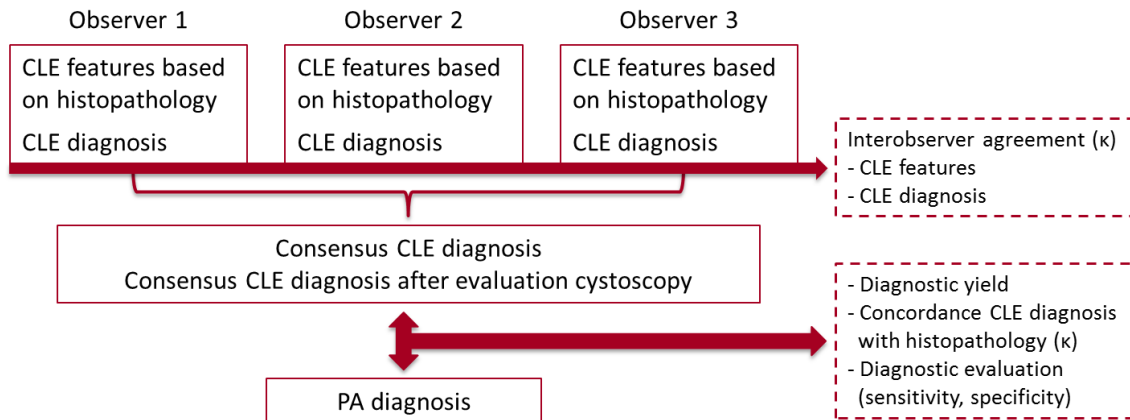 Observer 1
Observer 2
Observer 3
CLE features based
on histopathology
CLE diagnosis
CLE features based
on histopathology
CLE diagnosis
CLE features based
on histopathology
CLE diagnosis
Interobserver agreement (κ)
- CLE features
- CLE diagnosis
Consensus CLE diagnosis
Consensus CLE diagnosis after evaluation cystoscopy
- Diagnostic yield
- Concordance CLE diagnosis
with histopathology (κ)
- Diagnostic evaluation
(sensitivity, specificity)
PA diagnosis